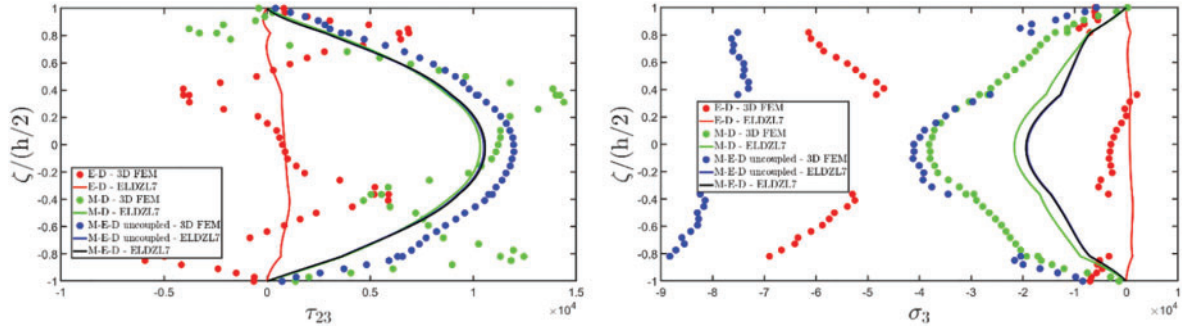 ζ/(h/2)
1
0.8
0.6
0.4
0.2
0
-0.2
-0.4
-0.6
-0.8
-1
E-D - 3D FEM
E-D - ELDZL7
M-D - 3D FEM
M-D - ELDZL7
M-E-D uncoupled - 3D FEM
M-E-D uncoupled - ELDZL7
M-E-D - ELDZL7
-1 -0.5 0 0.5 1 1.5
×10⁴
τ₂₃
ζ/(h/2)
1
0.8
0.6
0.4
0.2
0
-0.2
-0.4
-0.6
-0.8
-1
E-D - 3D FEM
E-D - ELDZL7
M-D - 3D FEM
M-D - ELDZL7
M-E-D uncoupled - 3D FEM
M-E-D uncoupled - ELDZL7
M-E-D - ELDZL7
-9 -8 -7 -6 -5 -4 -3 -2 -1 0 1
×10⁴
σ₃